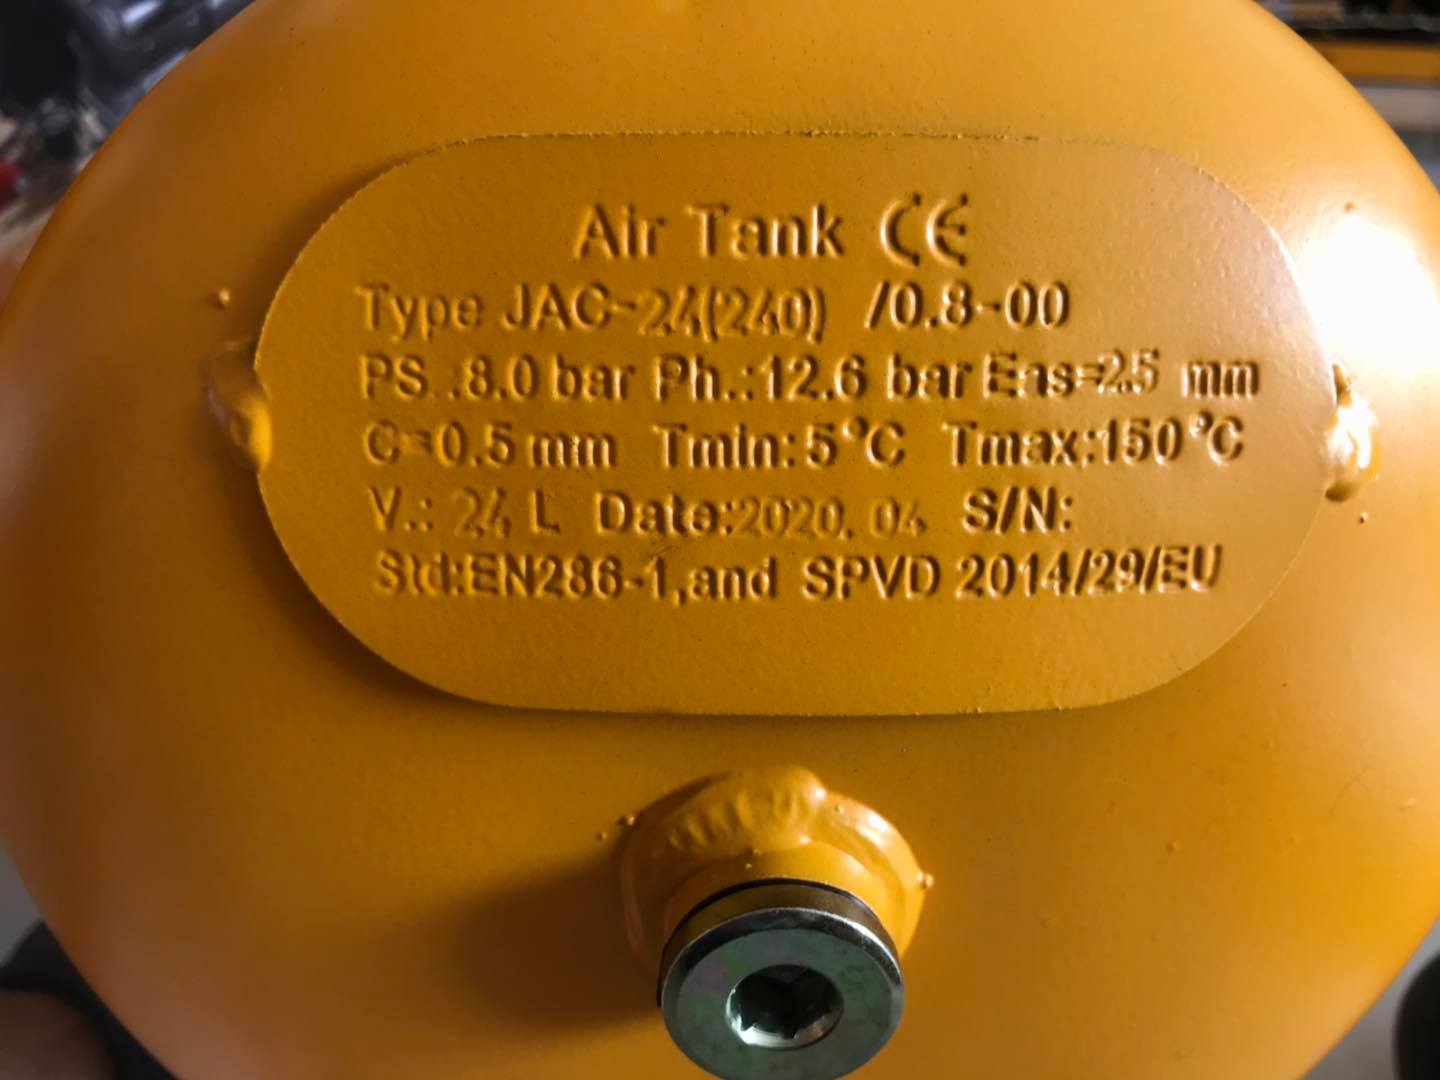 Air Tank CE
Type JAC-24(240) /0.8-00
PS.:8.0 bar Ph.:12.6 bar Eas=2.5 mm
C=0.5 mm Tmin:5°C Tmax:150°C
V.: 24 L Date:2020.04 S/N:
Std:EN286-1,and SPVD 2014/29/EU